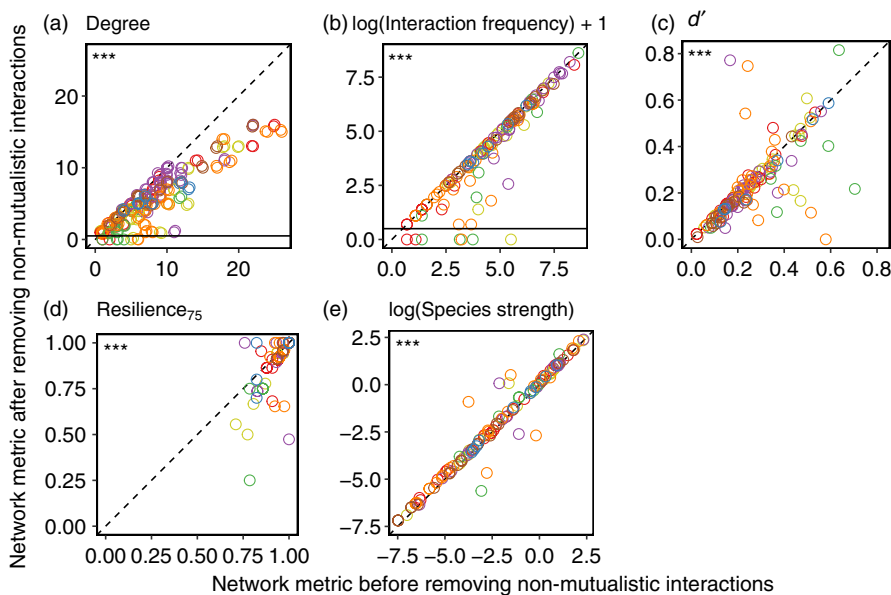 Network metric after removing non-mutualistic interactions
(a) Degree
***
20
10
0
0 10 20
(b) log(Interaction frequency) + 1
***
7.5
5.0
2.5
0.0
0.0 2.5 5.0 7.5
(c) d′
***
0.8
0.6
0.4
0.2
0.0
0.0 0.2 0.4 0.6 0.8
(d) Resilience₇₅
***
1.00
0.75
0.50
0.25
0.00
0.00 0.25 0.50 0.75 1.00
(e) log(Species strength)
***
2.5
0.0
−2.5
−5.0
−7.5
−7.5 −5.0 −2.5 0.0 2.5
Network metric before removing non-mutualistic interactions